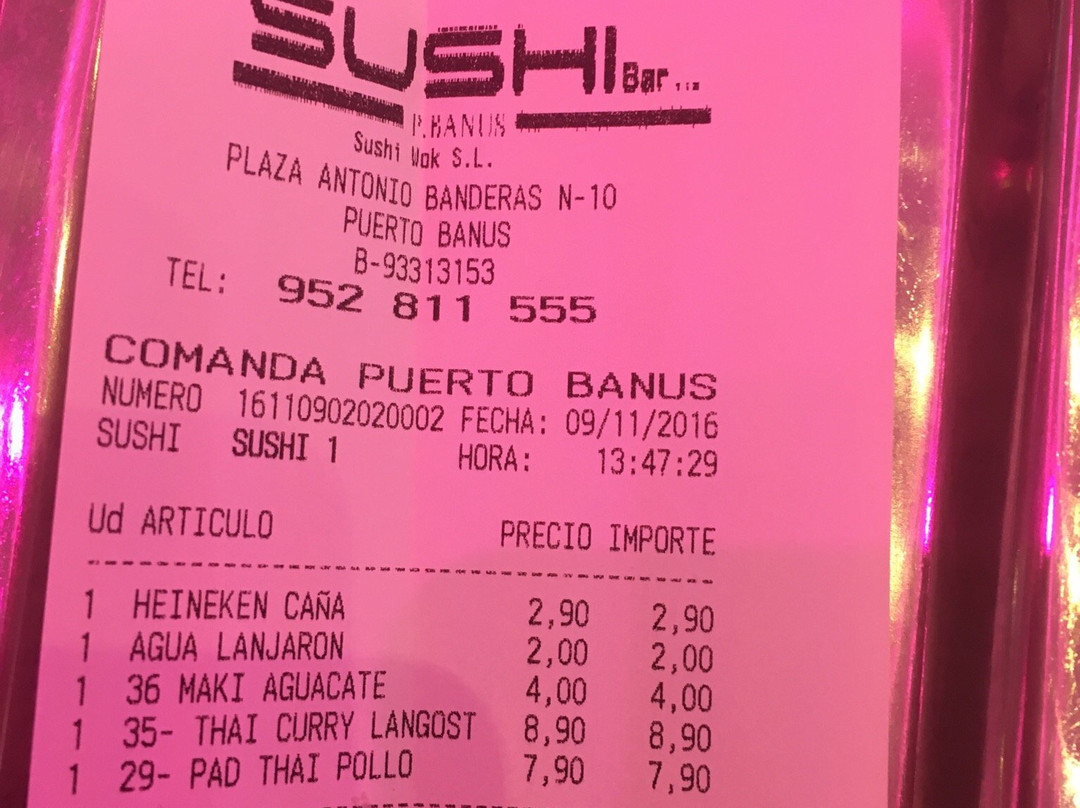 SUSHI Bar
P.BANUS
Sushi Wok S.L.
PLAZA ANTONIO BANDERAS N-10
PUERTO BANUS
B-93313153
TEL: 952 811 555
COMANDA PUERTO BANUS
NUMERO 16110902020002 FECHA: 09/11/2016
SUSHI SUSHI 1 HORA: 13:47:29
Ud ARTICULO PRECIO IMPORTE
1 HEINEKEN CAÑA 2,90 2,90
1 AGUA LANJARON 2,00 2,00
1 36 MAKI AGUACATE 4,00 4,00
1 35- THAI CURRY LANGOST 8,90 8,90
1 29- PAD THAI POLLO 7,90 7,90